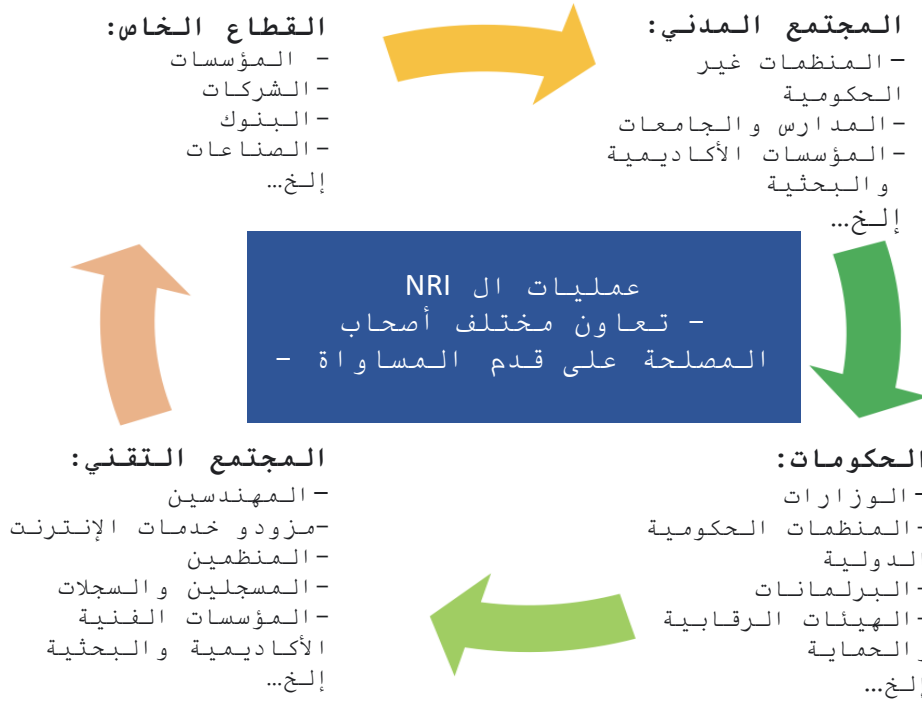 المجتمع المدني:
-المنظمات غير
الحكومية
-المدارس والجامعات
-المؤسسات الأكاديمية
والبحثية
إلخ...
القطاع الخاص:
- المؤسسات
-الشركات
-البنوك
-الصناعات
إلخ...
عمليات ال NRI
- تعاون مختلف أصحاب
المصلحة على قدم المساواة -
الحكومات:
-الوزارات
-المنظمات الحكومية
الدولية
-البرلمانات
-الهيئات الرقابية
والحماية
إلخ...
المجتمع التقني:
-المهندسين
-مزودو خدمات الإنترنت
-المنظمين
-المسجلين والسجلات
-المؤسسات الفنية
الأكاديمية والبحثية
إلخ...